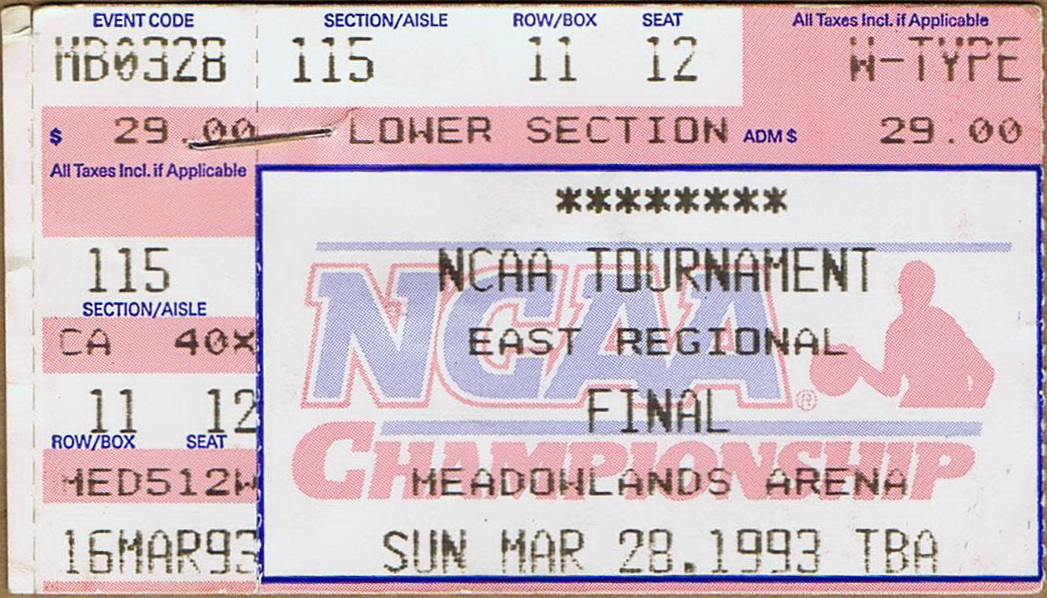 EVENT CODE SECTION/AISLE ROW/BOX SEAT All Taxes Incl. if Applicable
WB0328 115 11 12 W-TYPE
$ 29.00 LOWER SECTION ADM $ 29.00
All Taxes Incl. if Applicable
115
SECTION/AISLE
CA 40X
11 12
ROW/BOX SEAT
MED512W
16MAR93
********
NCAA TOURNAMENT
EAST REGIONAL
FINAL
MEADOWLANDS ARENA
SUN MAR 28.1993 TBA
NCAA ®
CHAMPIONSHIP